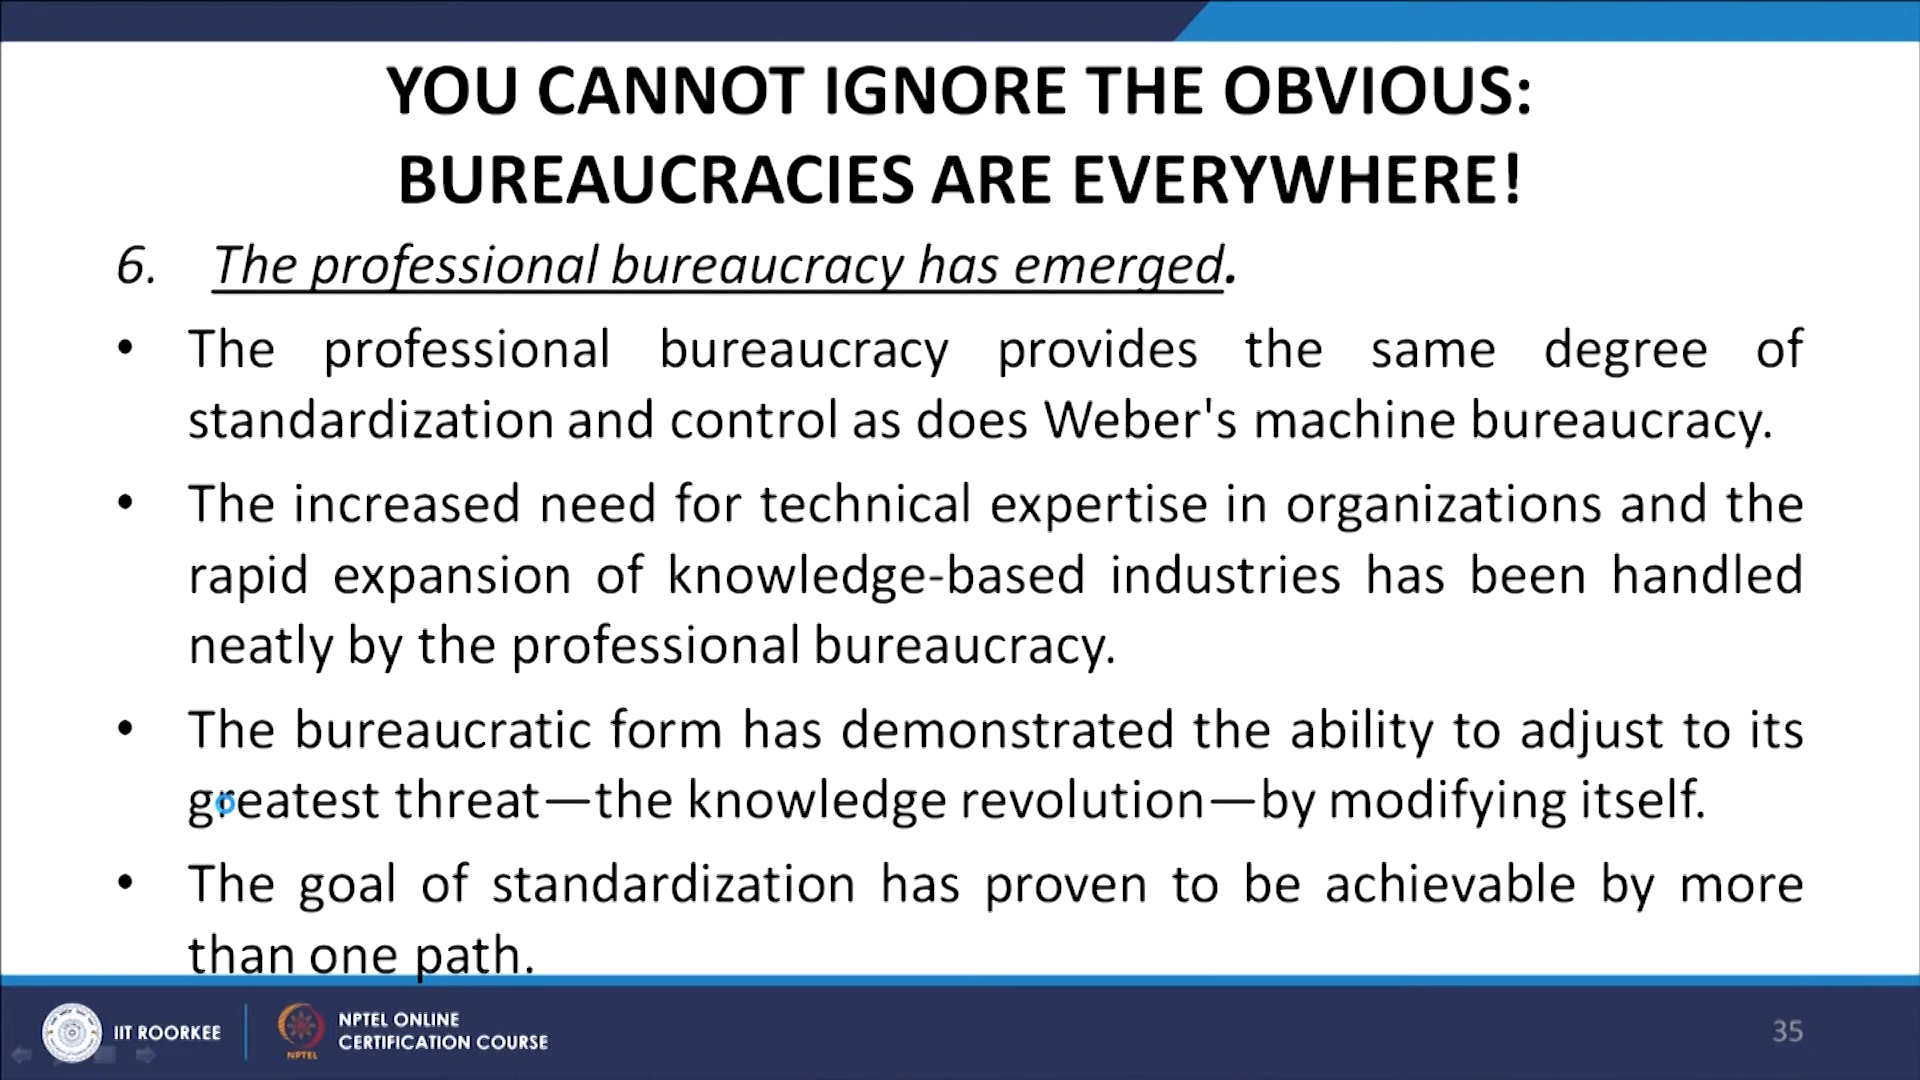 YOU CANNOT IGNORE THE OBVIOUS:
BUREAUCRACIES ARE EVERYWHERE!
6. The professional bureaucracy has emerged.
• The professional bureaucracy provides the same degree of
standardization and control as does Weber's machine bureaucracy.
• The increased need for technical expertise in organizations and the
rapid expansion of knowledge-based industries has been handled
neatly by the professional bureaucracy.
• The bureaucratic form has demonstrated the ability to adjust to its
greatest threat—the knowledge revolution—by modifying itself.
• The goal of standardization has proven to be achievable by more
than one path.
IIT ROORKEE
NPTEL
NPTEL ONLINE
CERTIFICATION COURSE
35